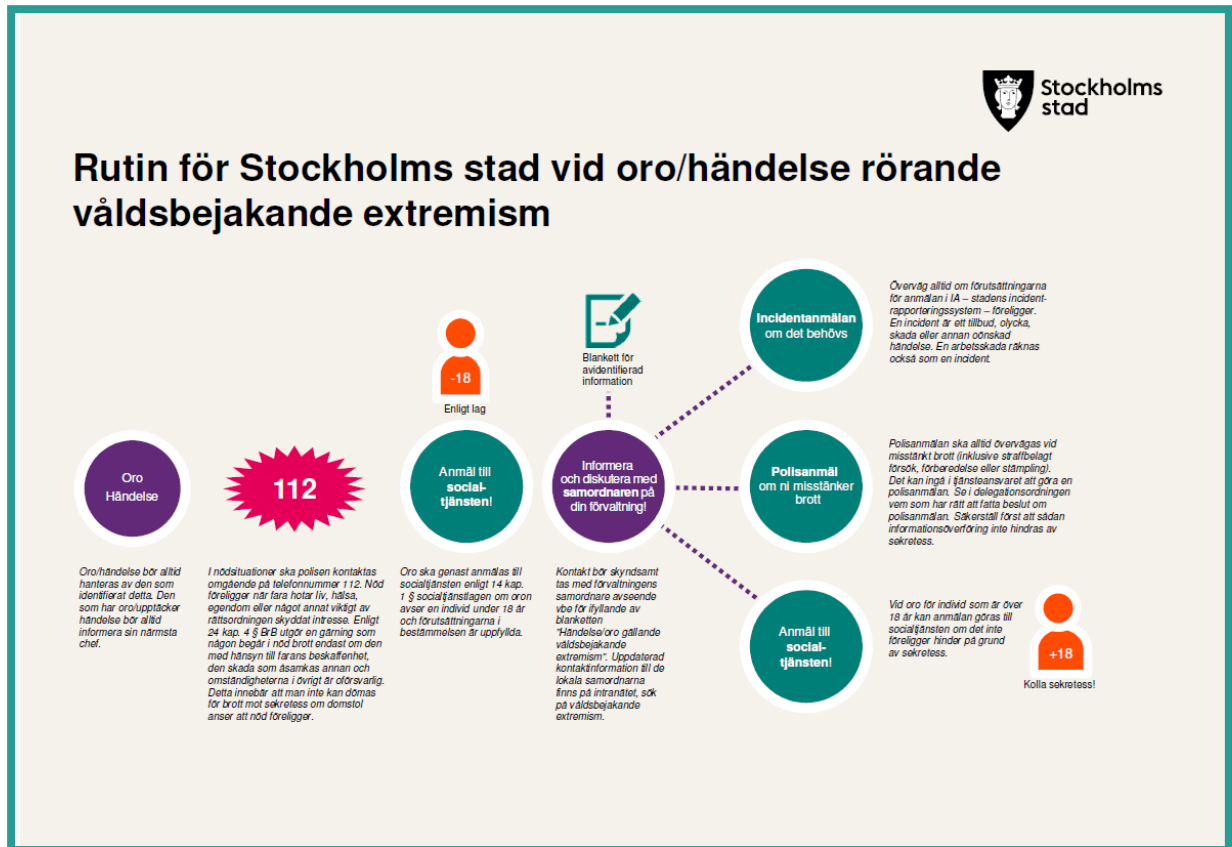 Stockholms
stad
Rutin för Stockholms stad vid oro/händelse rörande
våldsbejakande extremism
Oro
Händelse
Oro/händelse bör alltid
hanteras av den som
identifierat detta. Den
som har oro/upptäcker
händelse bör alltid
informera sin närmsta
chef.
112
I nödsituationer ska polisen kontaktas
omgående på telefonnummer 112. Nöd
föreligger när fara hotar liv, hälsa,
egendom eller något annat viktigt av
rättsordningen skyddat intresse. Enligt
24 kap. 4 § BrB utgör en gärning som
någon begår i nöd brott endast om den
med hänsyn till farans beskaffenhet,
den skada som åsamkas annan och
omständigheterna i övrigt är oförsvarlig.
Detta innebär att man inte kan dömas
för brott mot sekretess om domstol
anser att nöd föreligger.
-18
Enligt lag
Anmäl till
social-
tjänsten!
Oro ska genast anmälas till
socialtjänsten enligt 14 kap.
1 § socialtjänstlagen om oron
avser en individ under 18 år
och förutsättningarna i
bestämmelsen är uppfyllda.
Blankett för
avidentifierad
information
Informera
och diskutera med
samordnaren på
din förvaltning!
Kontakt bör skyndsamt
tas med förvaltningens
samordnare avseende
vbe för ifyllande av
blanketten
"Händelse/oro gällande
våldsbejakande
extremism". Uppdaterad
kontaktinformation till de
lokala samordnarna
finns på intranätet, sök
på våldsbejakande
extremism.
Incidentanmälan
om det behövs
Överväg alltid om förutsättningarna
för anmälan i IA – stadens incident-
rapporteringssystem – föreligger.
En incident är ett tillbud, olycka,
skada eller annan oönskad
händelse. En arbetsskada räknas
också som en incident.
Polisanmäl
om ni misstänker
brott
Polisanmälan ska alltid övervägas vid
misstänkt brott (inklusive straffbelagt
försök, förberedelse eller stämpling).
Det kan ingå i tjänsteansvaret att göra en
polisanmälan. Se i delegationsordningen
vem som har rätt att fatta beslut om
polisanmälan. Säkerställ först att sådan
informationsöverföring inte hindras av
sekretess.
Anmäl till
social-
tjänsten!
Vid oro för individ som är över
18 år kan anmälan göras till
socialtjänsten om det inte
föreligger hinder på grund
av sekretess.
+18
Kolla sekretess!